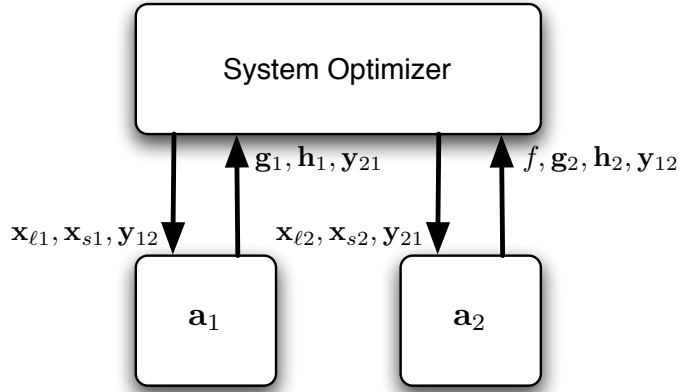 System Optimizer
g₁, h₁, y₂₁
f, g₂, h₂, y₁₂
xℓ₁, xₛ₁, y₁₂
xℓ₂, xₛ₂, y₂₁
a₁
a₂